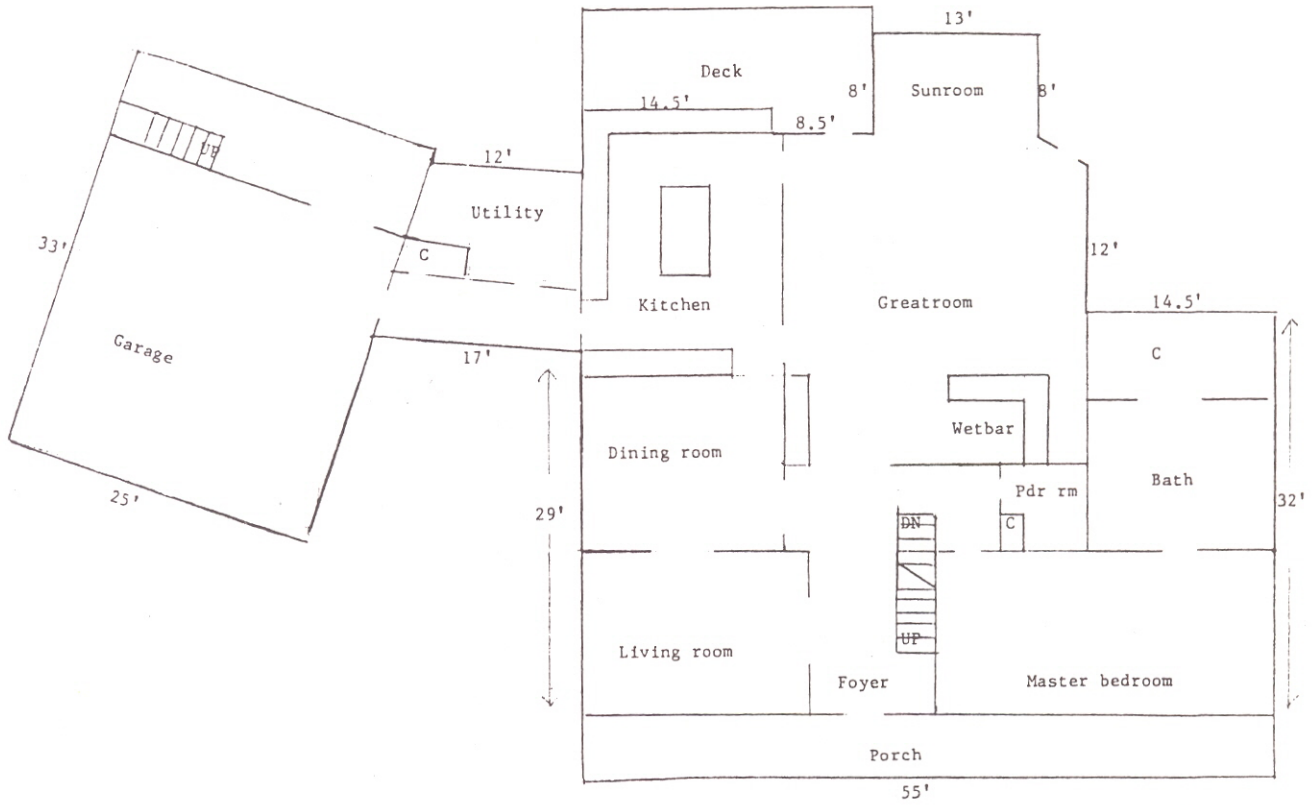 13'
Deck
8'
Sunroom
8'
14.5'
8.5'
12'
UP
Utility
33'
C
12'
Kitchen
Greatroom
14.5'
Garage
17'
C
Wetbar
Dining room
25'
29'
Pdr rm
Bath
32'
DN
C
UP
Living room
Foyer
Master bedroom
Porch
55'